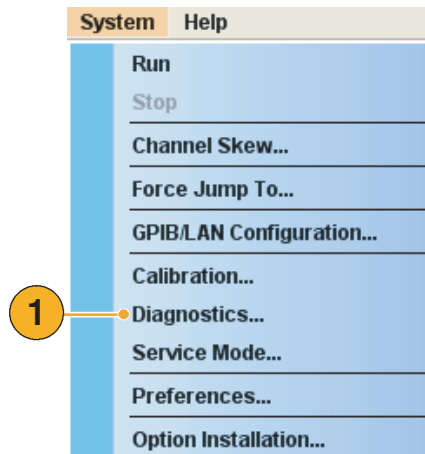 System Help
Run
Stop
Channel Skew...
Force Jump To...
GPIB/LAN Configuration...
Calibration...
1 Diagnostics...
Service Mode...
Preferences...
Option Installation...